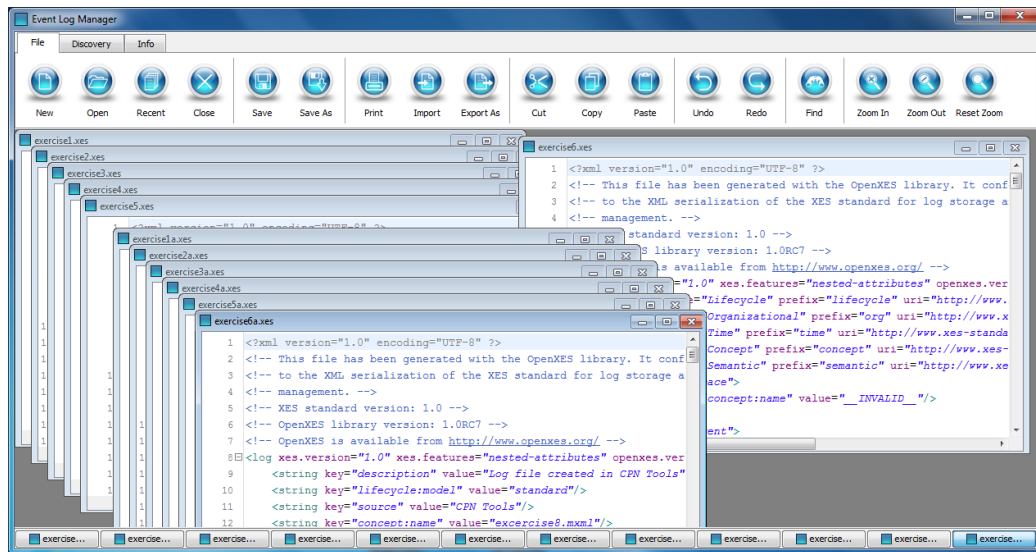 Event Log Manager
File Discovery Info
New Open Recent Close Save Save As Print Import Export As Cut Copy Paste Undo Redo Find Zoom In Zoom Out Reset Zoom
exercise1.xes
exercise2.xes
exercise3.xes
exercise4.xes
exercise5.xes
1 <?xml version="1.0" encoding="UTF-8" ?>
exercise6.xes
1 <?xml version="1.0" encoding="UTF-8" ?>
2 <!-- This file has been generated with the OpenXES library. It conf
3 <!-- to the XML serialization of the XES standard for log storage a
4 <!-- management. -->
standard version: 1.0 -->
S library version: 1.0RC7 -->
is available from http://www.openxes.org/ -->
="1.0" xes.features="nested-attributes" openxes.ver
="Lifecycle" prefix="lifecycle" uri="http://www.
Organizational" prefix="org" uri="http://www.x
Time" prefix="time" uri="http://www.xes-standa
Concept" prefix="concept" uri="http://www.xes-
Semantic" prefix="semantic" uri="http://www.xe
ace">
concept:name" value="__INVALID__"/>
ent">
exercise1a.xes
exercise2a.xes
exercise3a.xes
exercise4a.xes
exercise5a.xes
exercise6a.xes
1 <?xml version="1.0" encoding="UTF-8" ?>
2 <!-- This file has been generated with the OpenXES library. It conf
3 <!-- to the XML serialization of the XES standard for log storage a
4 <!-- management. -->
5 <!-- XES standard version: 1.0 -->
6 <!-- OpenXES library version: 1.0RC7 -->
7 <!-- OpenXES is available from http://www.openxes.org/ -->
8 <log xes.version="1.0" xes.features="nested-attributes" openxes.ver
9 <string key="description" value="Log file created in CPN Tools"
10 <string key="lifecycle:model" value="standard"/>
11 <string key="source" value="CPN Tools"/>
12 <string key="concept:name" value="excercise8.mxml"/>
exercise... exercise... exercise... exercise... exercise... exercise... exercise... exercise... exercise... exercise... exercise...